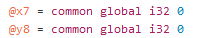 @x7 = common global i32 0
@y8 = common global i32 0